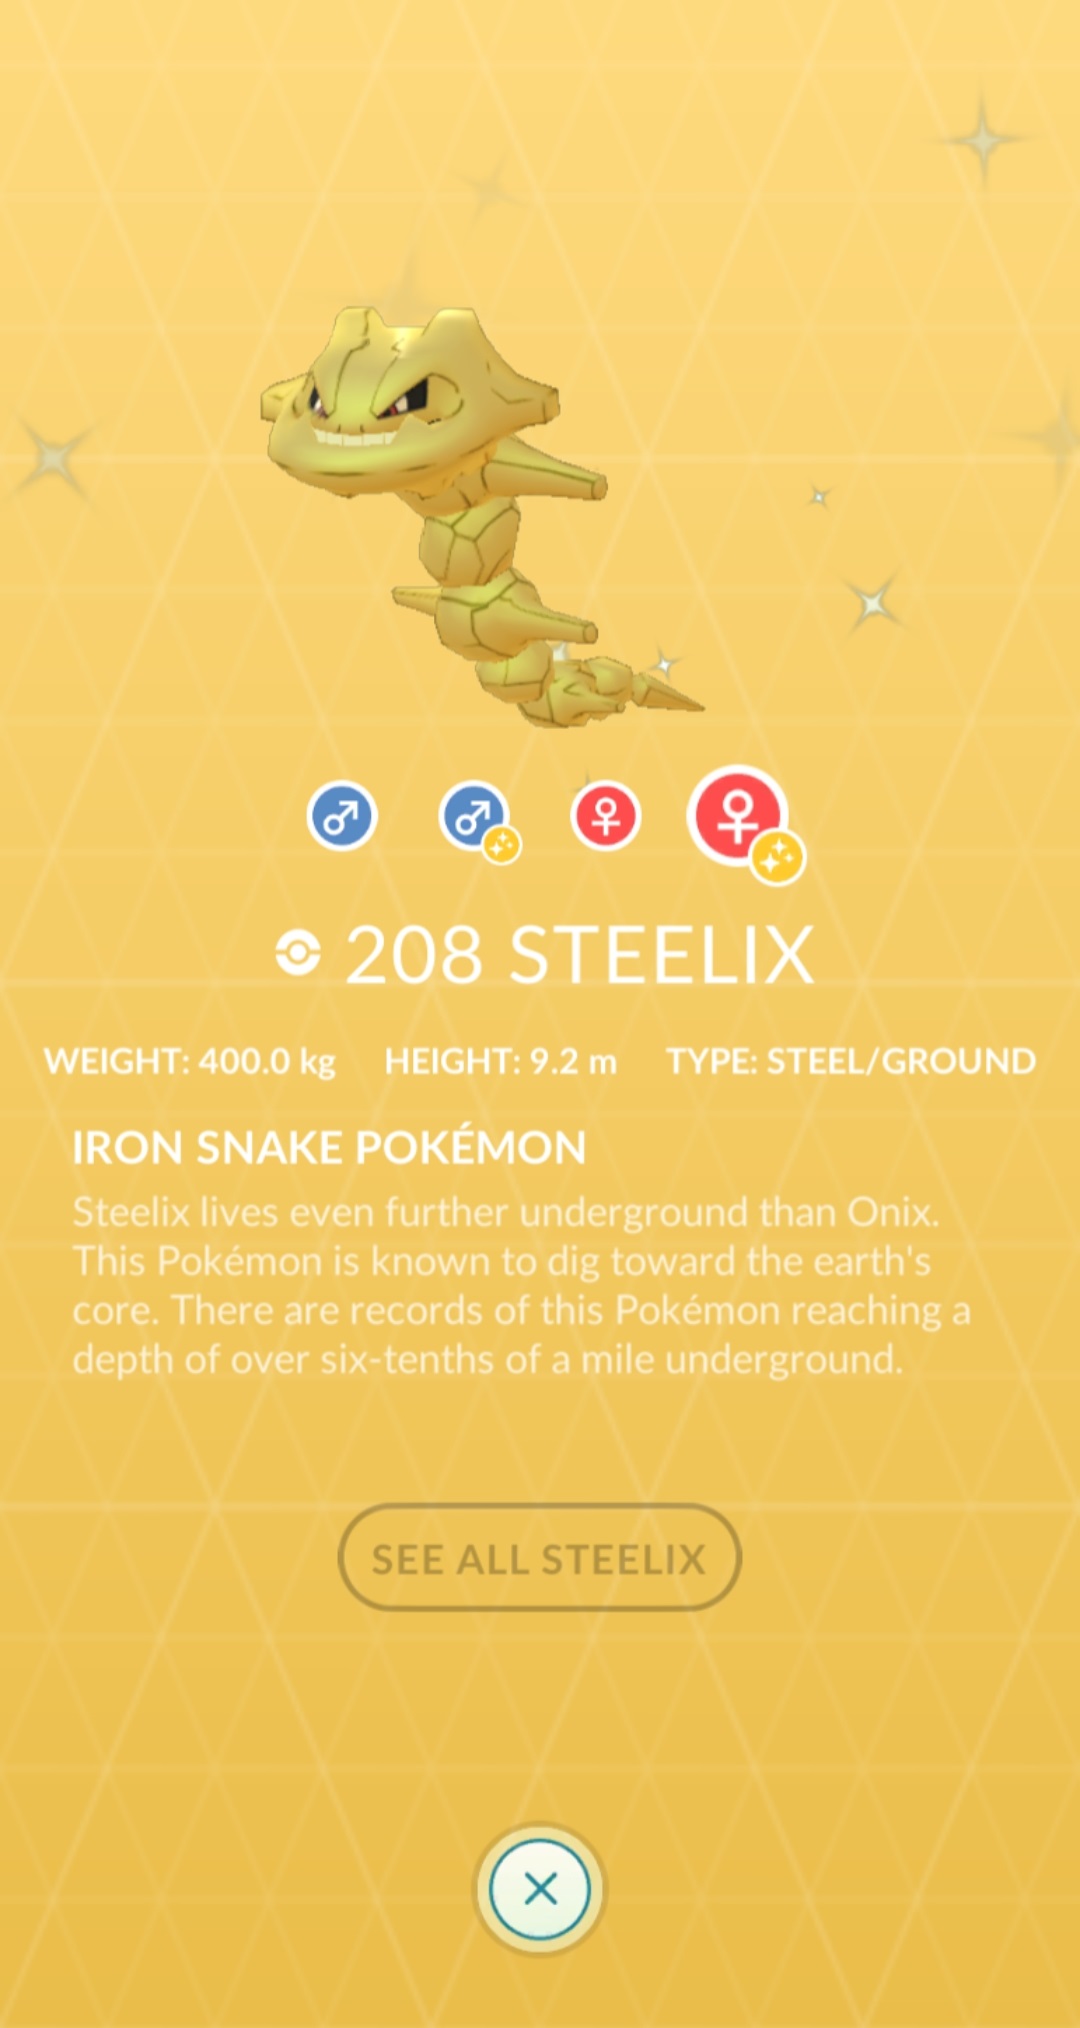 208 STEELIX
WEIGHT: 400.0 kg HEIGHT: 9.2 m TYPE: STEEL/GROUND
IRON SNAKE POKÉMON
Steelix lives even further underground than Onix.
This Pokémon is known to dig toward the earth's
core. There are records of this Pokémon reaching a
depth of over six-tenths of a mile underground.
SEE ALL STEELIX